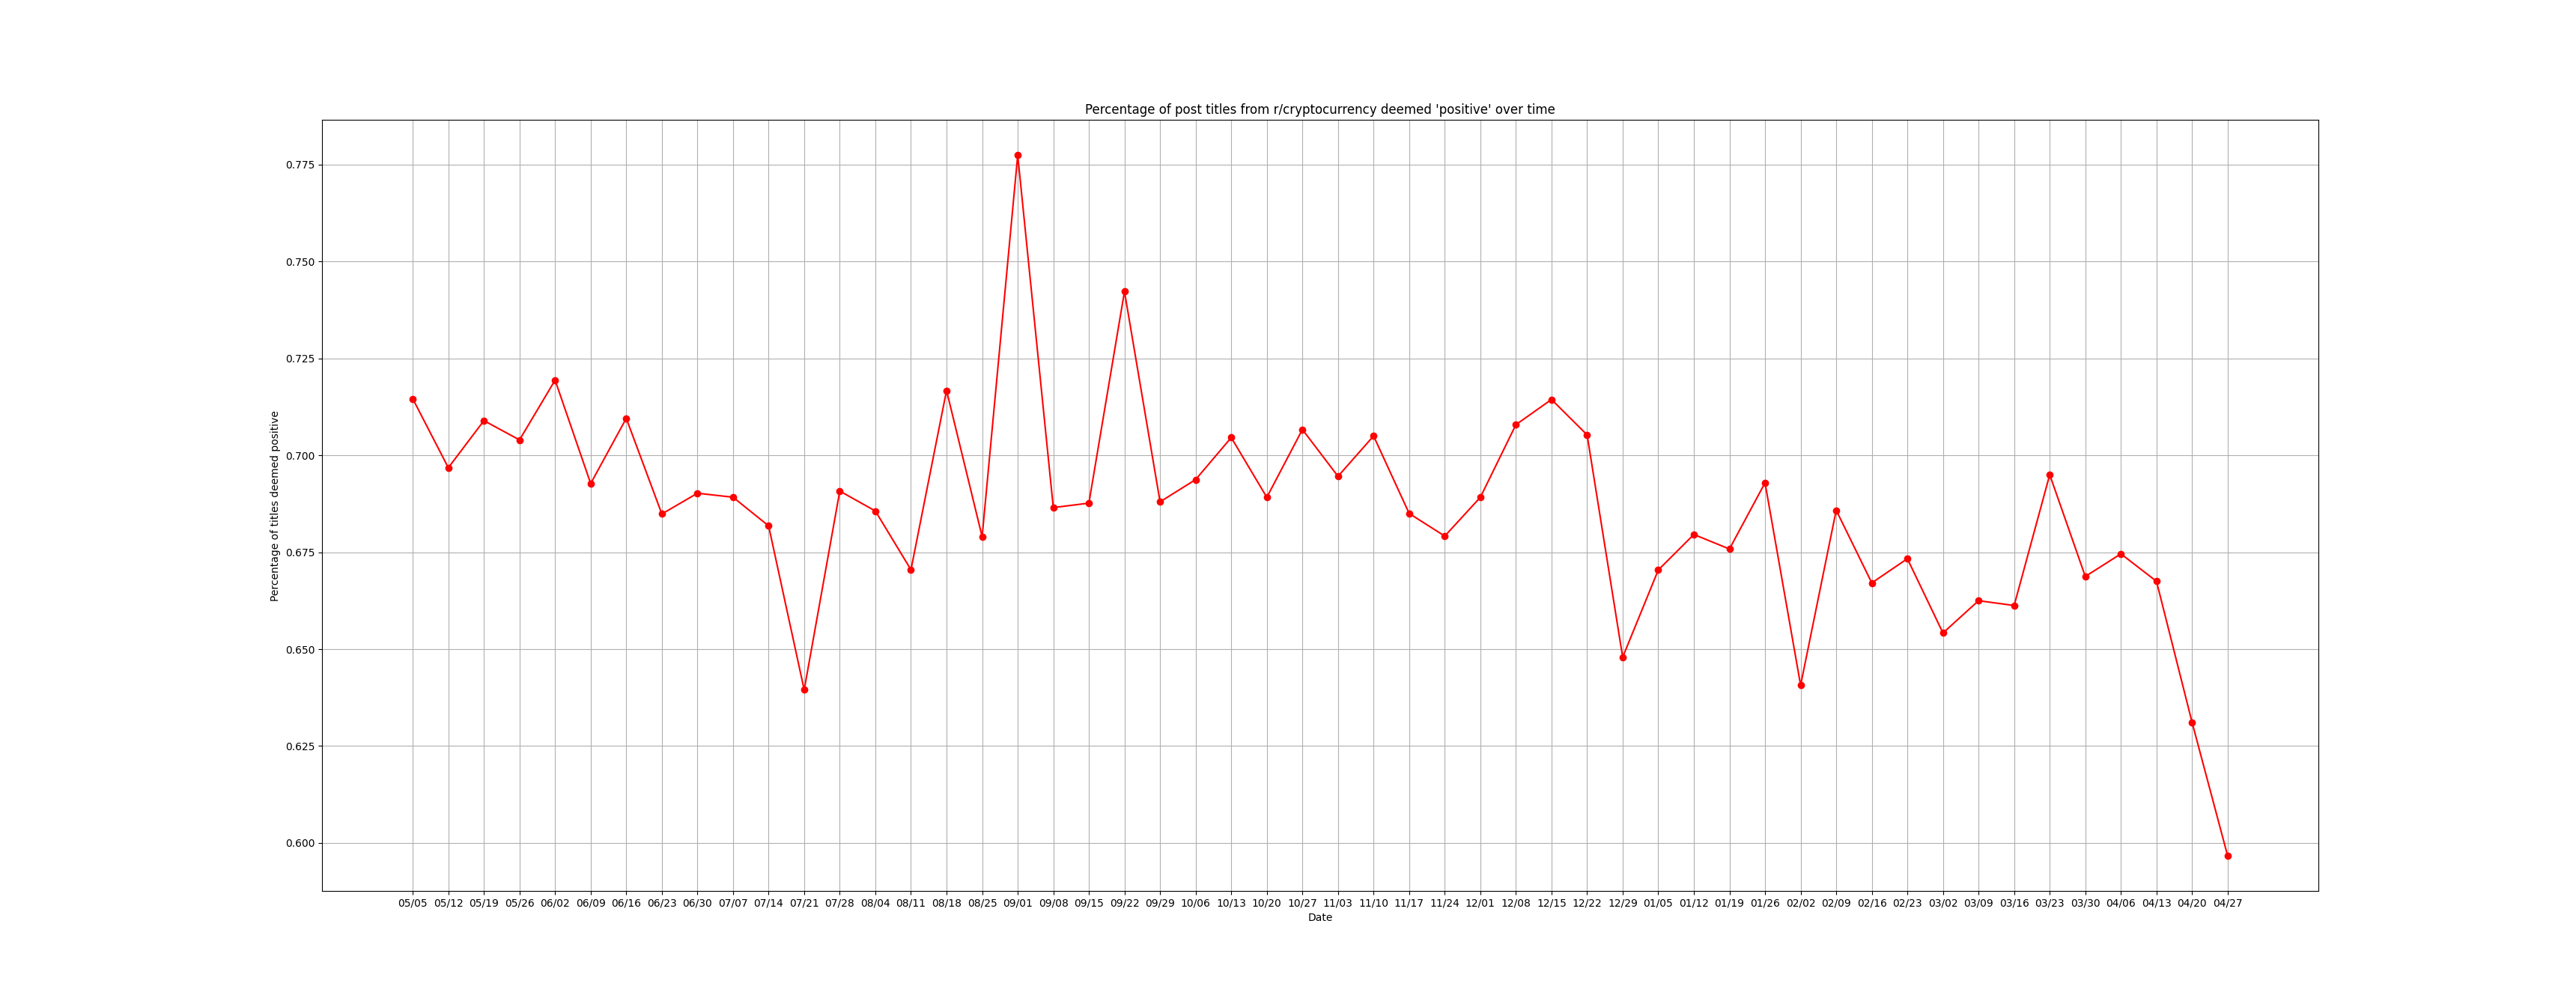 Percentage of post titles from r/cryptocurrency deemed 'positive' over time
0.775
0.750
0.725
0.700
0.675
0.650
0.625
0.600
Percentage of titles deemed positive
05/05 05/12 05/19 05/26 06/02 06/09 06/16 06/23 06/30 07/07 07/14 07/21 07/28 08/04 08/11 08/18 08/25 09/01 09/08 09/15 09/22 09/29 10/06 10/13 10/20 10/27 11/03 11/10 11/17 11/24 12/01 12/08 12/15 12/22 12/29 01/05 01/12 01/19 01/26 02/02 02/09 02/16 02/23 03/02 03/09 03/16 03/23 03/30 04/06 04/13 04/20 04/27
Date